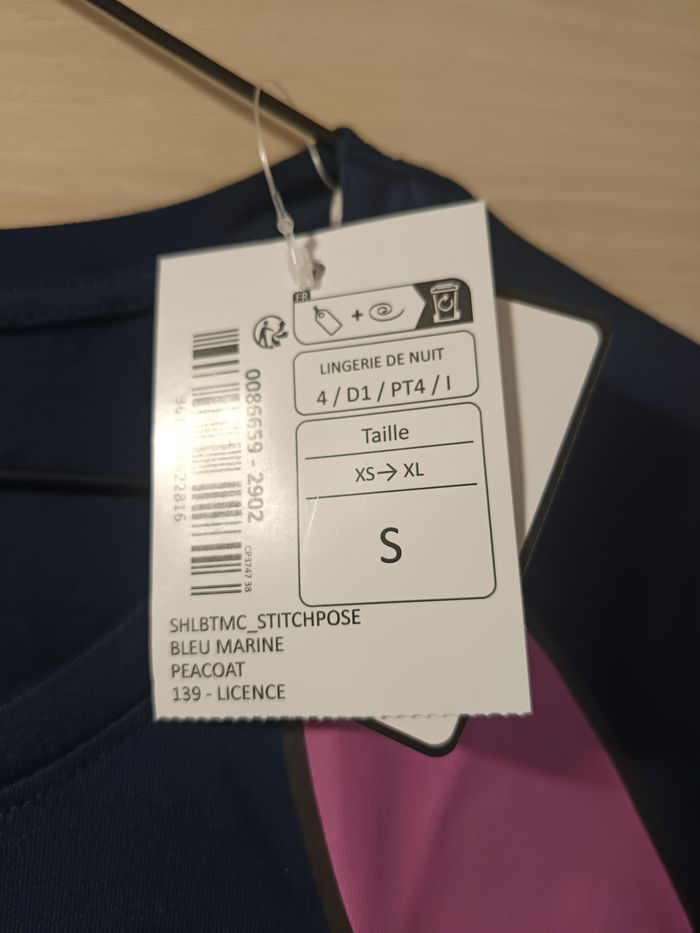 FR
LINGERIE DE NUIT
4 / D1 / PT4 / I
Taille
XS→XL
S
0086659 - 2902
22816
CP3747 38
SHLBTMC_STITCHPOSE
BLEU MARINE
PEACOAT
139 - LICENCE